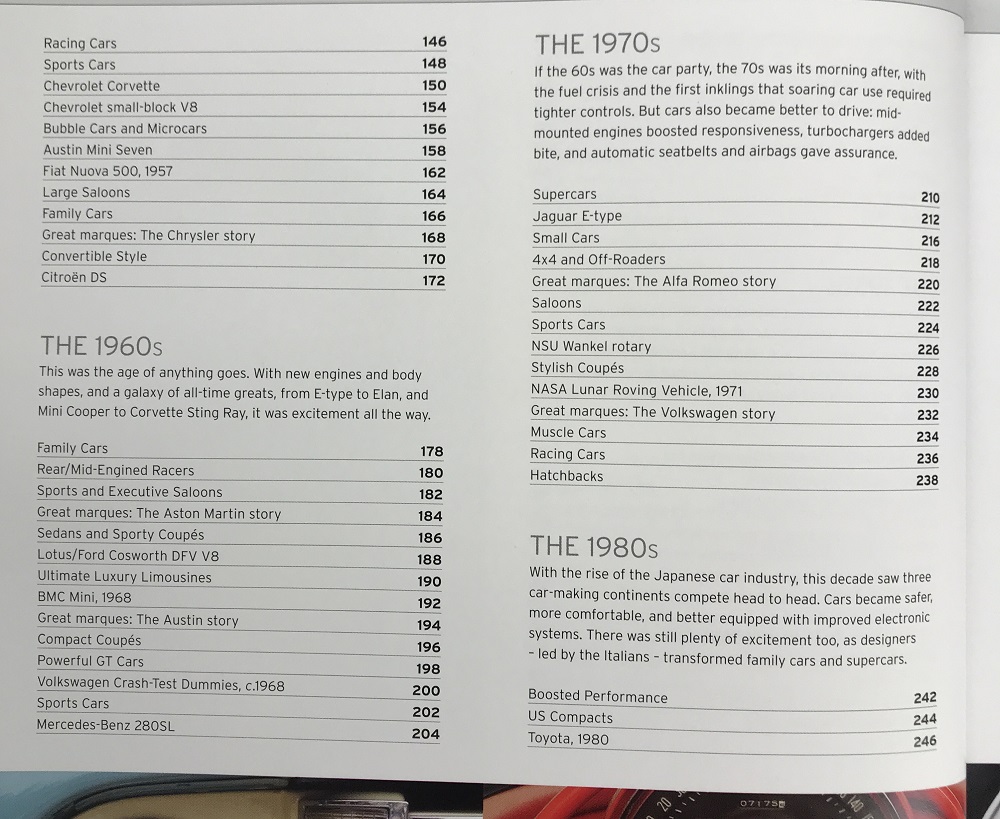 Racing Cars 146
Sports Cars 148
Chevrolet Corvette 150
Chevrolet small-block V8 154
Bubble Cars and Microcars 156
Austin Mini Seven 158
Fiat Nuova 500, 1957 162
Large Saloons 164
Family Cars 166
Great marques: The Chrysler story 168
Convertible Style 170
Citroën DS 172
THE 1960s
This was the age of anything goes. With new engines and body
shapes, and a galaxy of all-time greats, from E-type to Elan, and
Mini Cooper to Corvette Sting Ray, it was excitement all the way.
Family Cars 178
Rear/Mid-Engined Racers 180
Sports and Executive Saloons 182
Great marques: The Aston Martin story 184
Sedans and Sporty Coupés 186
Lotus/Ford Cosworth DFV V8 188
Ultimate Luxury Limousines 190
BMC Mini, 1968 192
Great marques: The Austin story 194
Compact Coupés 196
Powerful GT Cars 198
Volkswagen Crash-Test Dummies, c.1968 200
Sports Cars 202
Mercedes-Benz 280SL 204
THE 1970s
If the 60s was the car party, the 70s was its morning after, with
the fuel crisis and the first inklings that soaring car use required
tighter controls. But cars also became better to drive: mid-
mounted engines boosted responsiveness, turbochargers added
bite, and automatic seatbelts and airbags gave assurance.
Supercars 210
Jaguar E-type 212
Small Cars 216
4x4 and Off-Roaders 218
Great marques: The Alfa Romeo story 220
Saloons 222
Sports Cars 224
NSU Wankel rotary 226
Stylish Coupés 228
NASA Lunar Roving Vehicle, 1971 230
Great marques: The Volkswagen story 232
Muscle Cars 234
Racing Cars 236
Hatchbacks 238
THE 1980s
With the rise of the Japanese car industry, this decade saw three
car-making continents compete head to head. Cars became safer,
more comfortable, and better equipped with improved electronic
systems. There was still plenty of excitement too, as designers
– led by the Italians – transformed family cars and supercars.
Boosted Performance 242
US Compacts 244
Toyota, 1980 246
20
140